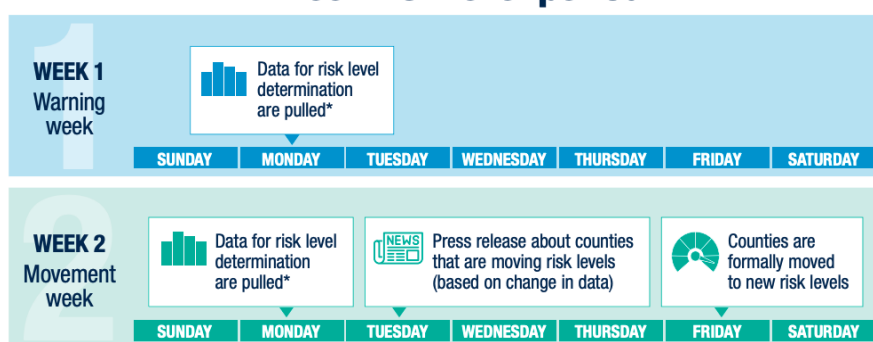 WEEK 1
Warning
week
Data for risk level
determination
are pulled*
SUNDAY MONDAY TUESDAY WEDNESDAY THURSDAY FRIDAY SATURDAY
WEEK 2
Movement
week
Data for risk level
determination
are pulled*
NEWS
Press release about counties
that are moving risk levels
(based on change in data)
Counties are
formally moved
to new risk levels
SUNDAY MONDAY TUESDAY WEDNESDAY THURSDAY FRIDAY SATURDAY